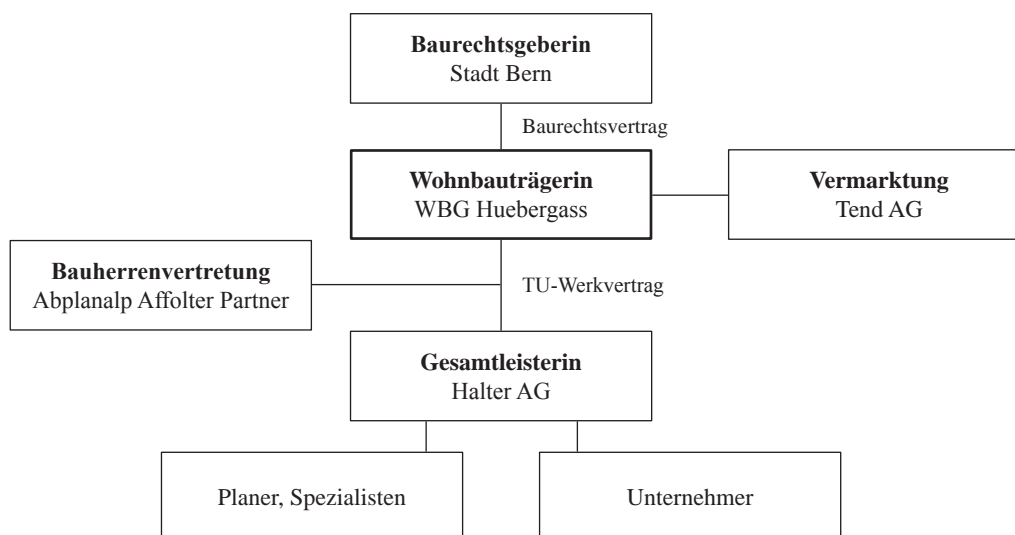 Baurechtsgeberin
Stadt Bern
Baurechtsvertrag
Wohnbauträgerin
WBG Huebergass
Vermarktung
Tend AG
Bauherrenvertretung
Abplanalp Affolter Partner
TU-Werkvertrag
Gesamtleisterin
Halter AG
Planer, Spezialisten
Unternehmer